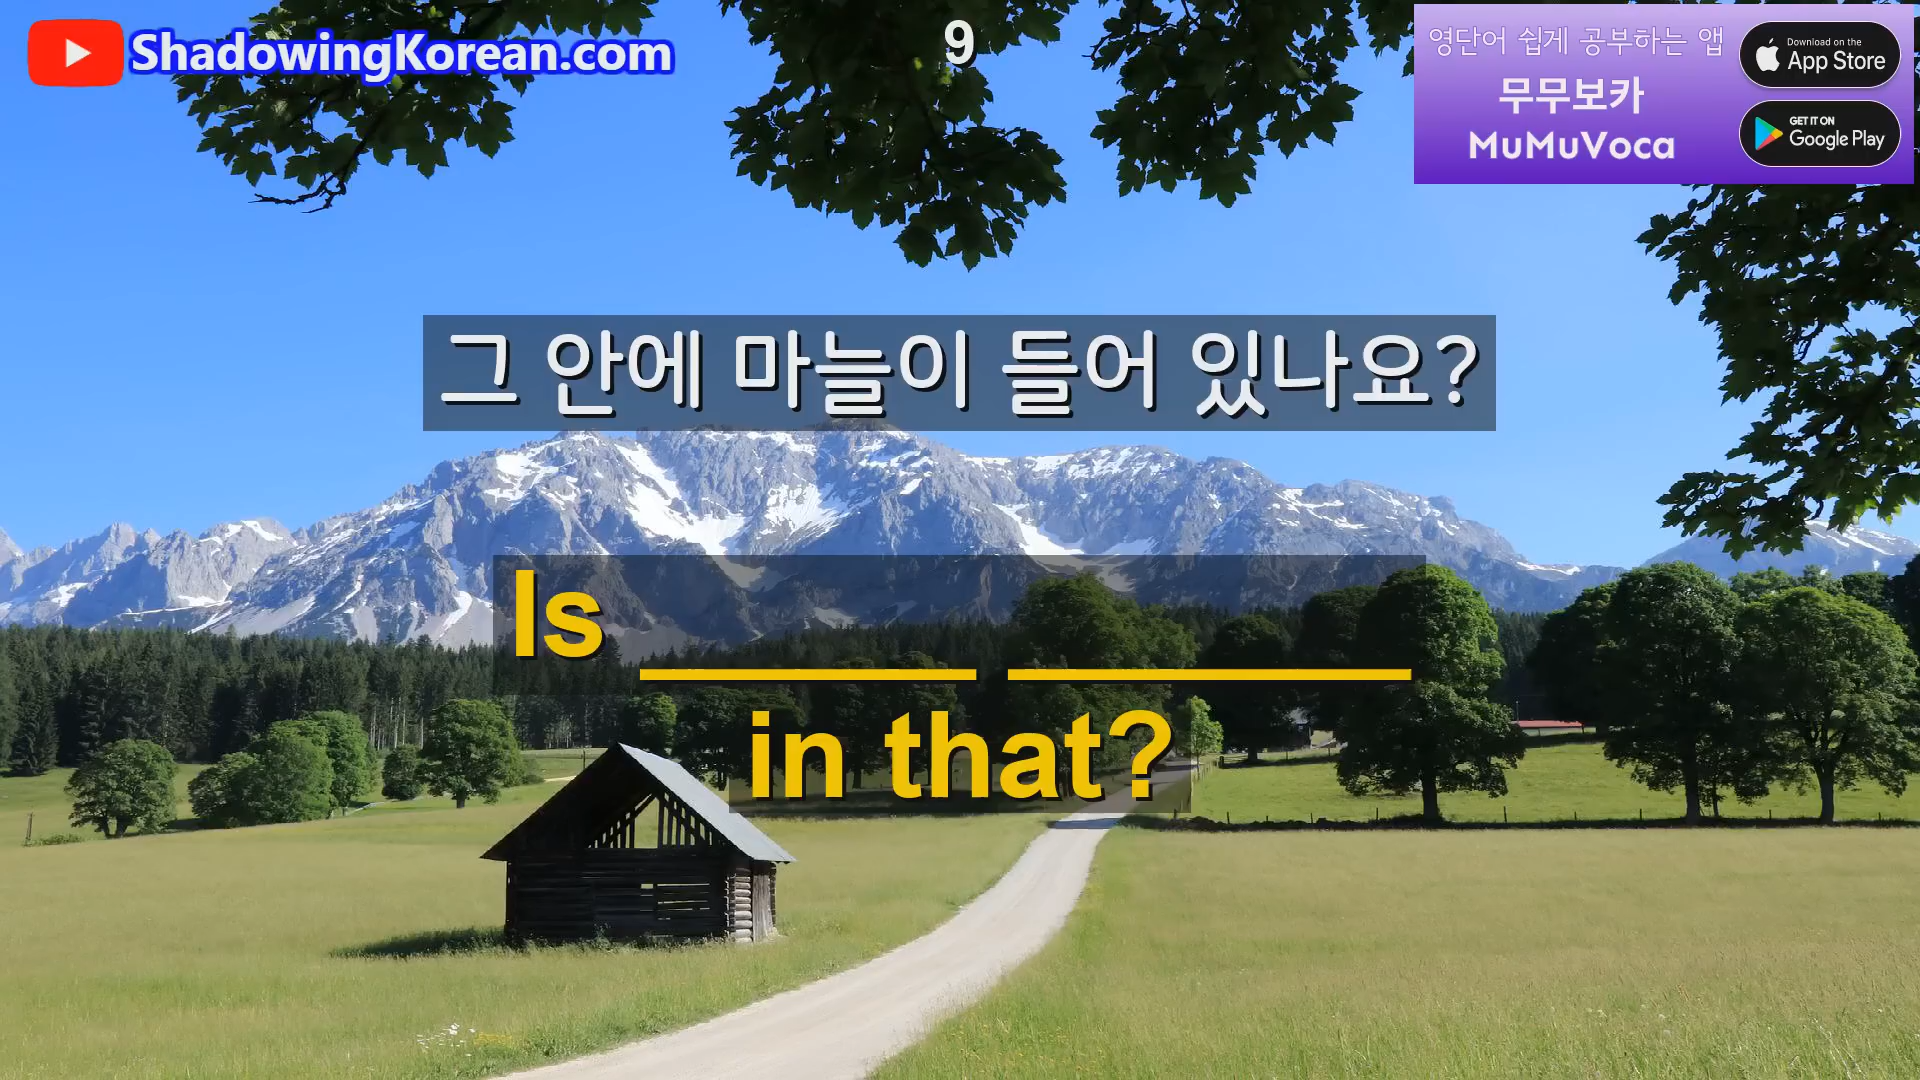 ShadowingKorean.com
9
영단어 쉽게 공부하는 앱
무무보카
MuMuVoca
Download on the
App Store
GET IT ON
Google Play
그 안에 마늘이 들어 있나요?
Is _____ ______
in that?